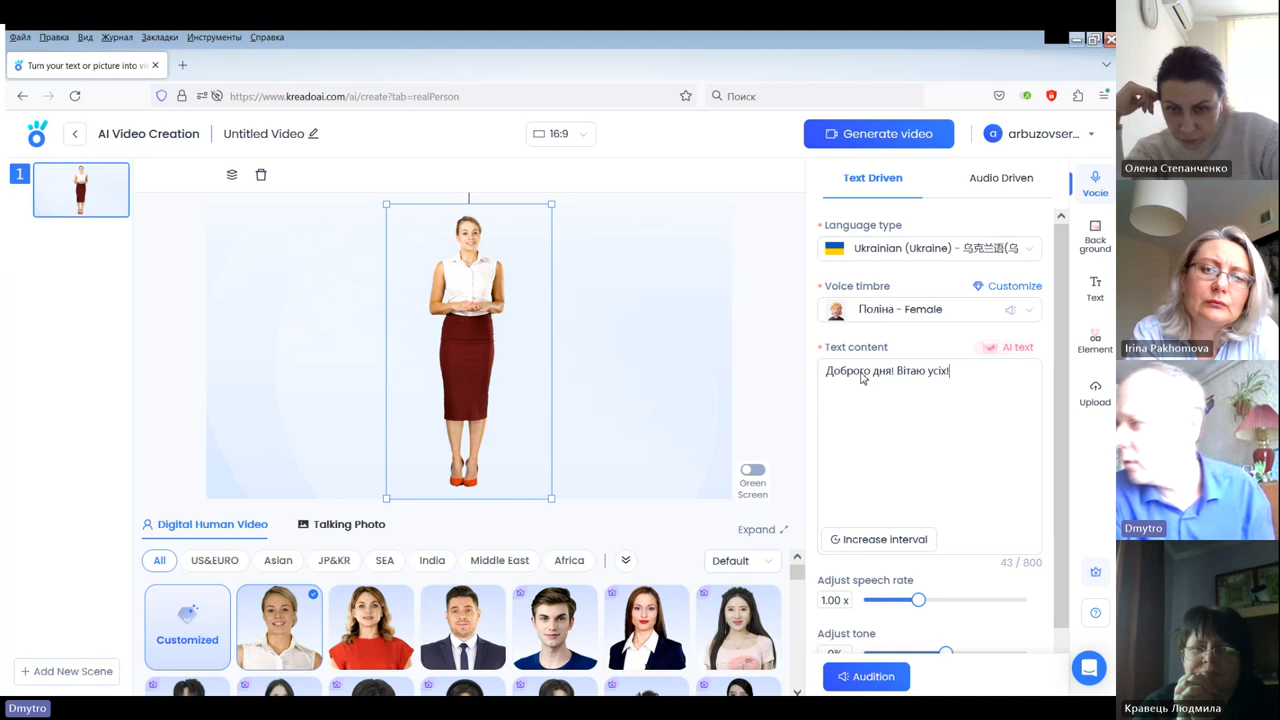 Файл Правка Вид Журнал Закладки Инструменты Справка
Turn your text or picture into vi
https://www.kreadoai.com/ai/create?tab=realPerson
Поиск
AI Video Creation
Untitled Video
16:9
Generate video
arbuzovser...
1
Text Driven
Audio Driven
Vocie
Language type
Ukrainian (Ukraine) - 乌克兰语(乌
Back
ground
Voice timbre
Customize
Поліна - Female
Text
Text content
AI text
Element
Доброго дня! Вітаю усіх!
Upload
Green
Screen
Increase interval
43 / 800
Digital Human Video
Talking Photo
Expand
All
US&EURO
Asian
JP&KR
SEA
India
Middle East
Africa
Default
Adjust speech rate
1.00 x
Customized
Adjust tone
0%
+ Add New Scene
Audition
Олена Степанченко
Irina Pakhomova
Dmytro
Кравець Людмила
Dmytro